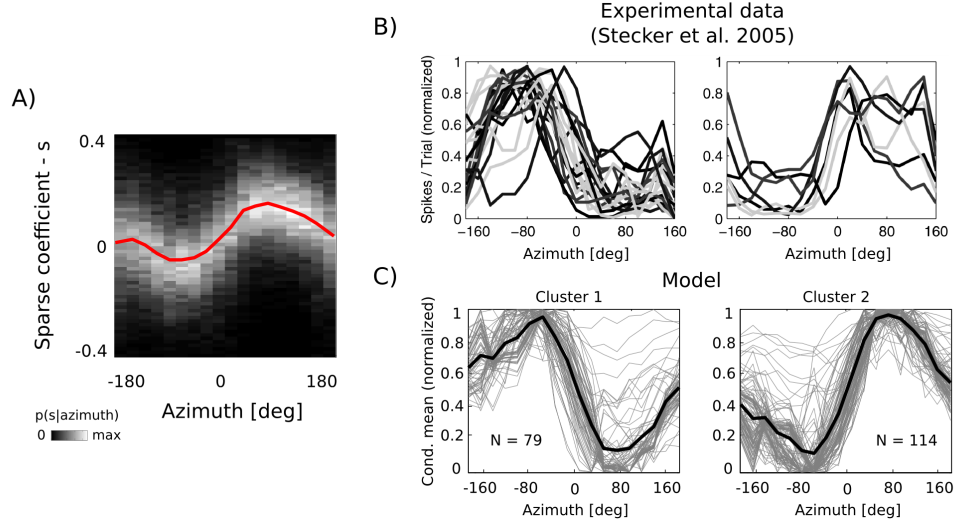 A)
0.4
0
-0.4
Sparse coefficient - s
-180 0 180
Azimuth [deg]
p(s|azimuth)
0 max
B)
Experimental data
(Stecker et al. 2005)
Spikes / Trial (normalized)
1
0.8
0.6
0.4
0.2
0
-160 -80 0 80 160
Azimuth [deg]
1
0.8
0.6
0.4
0.2
0
-160 -80 0 80 160
Azimuth [deg]
C)
Model
Cluster 1
Cond. mean (normalized)
1
0.8
0.6
0.4
0.2
0
N = 79
-160 -80 0 80 160
Azimuth [deg]
Cluster 2
1
0.8
0.6
0.4
0.2
0
N = 114
-160 -80 0 80 160
Azimuth [deg]